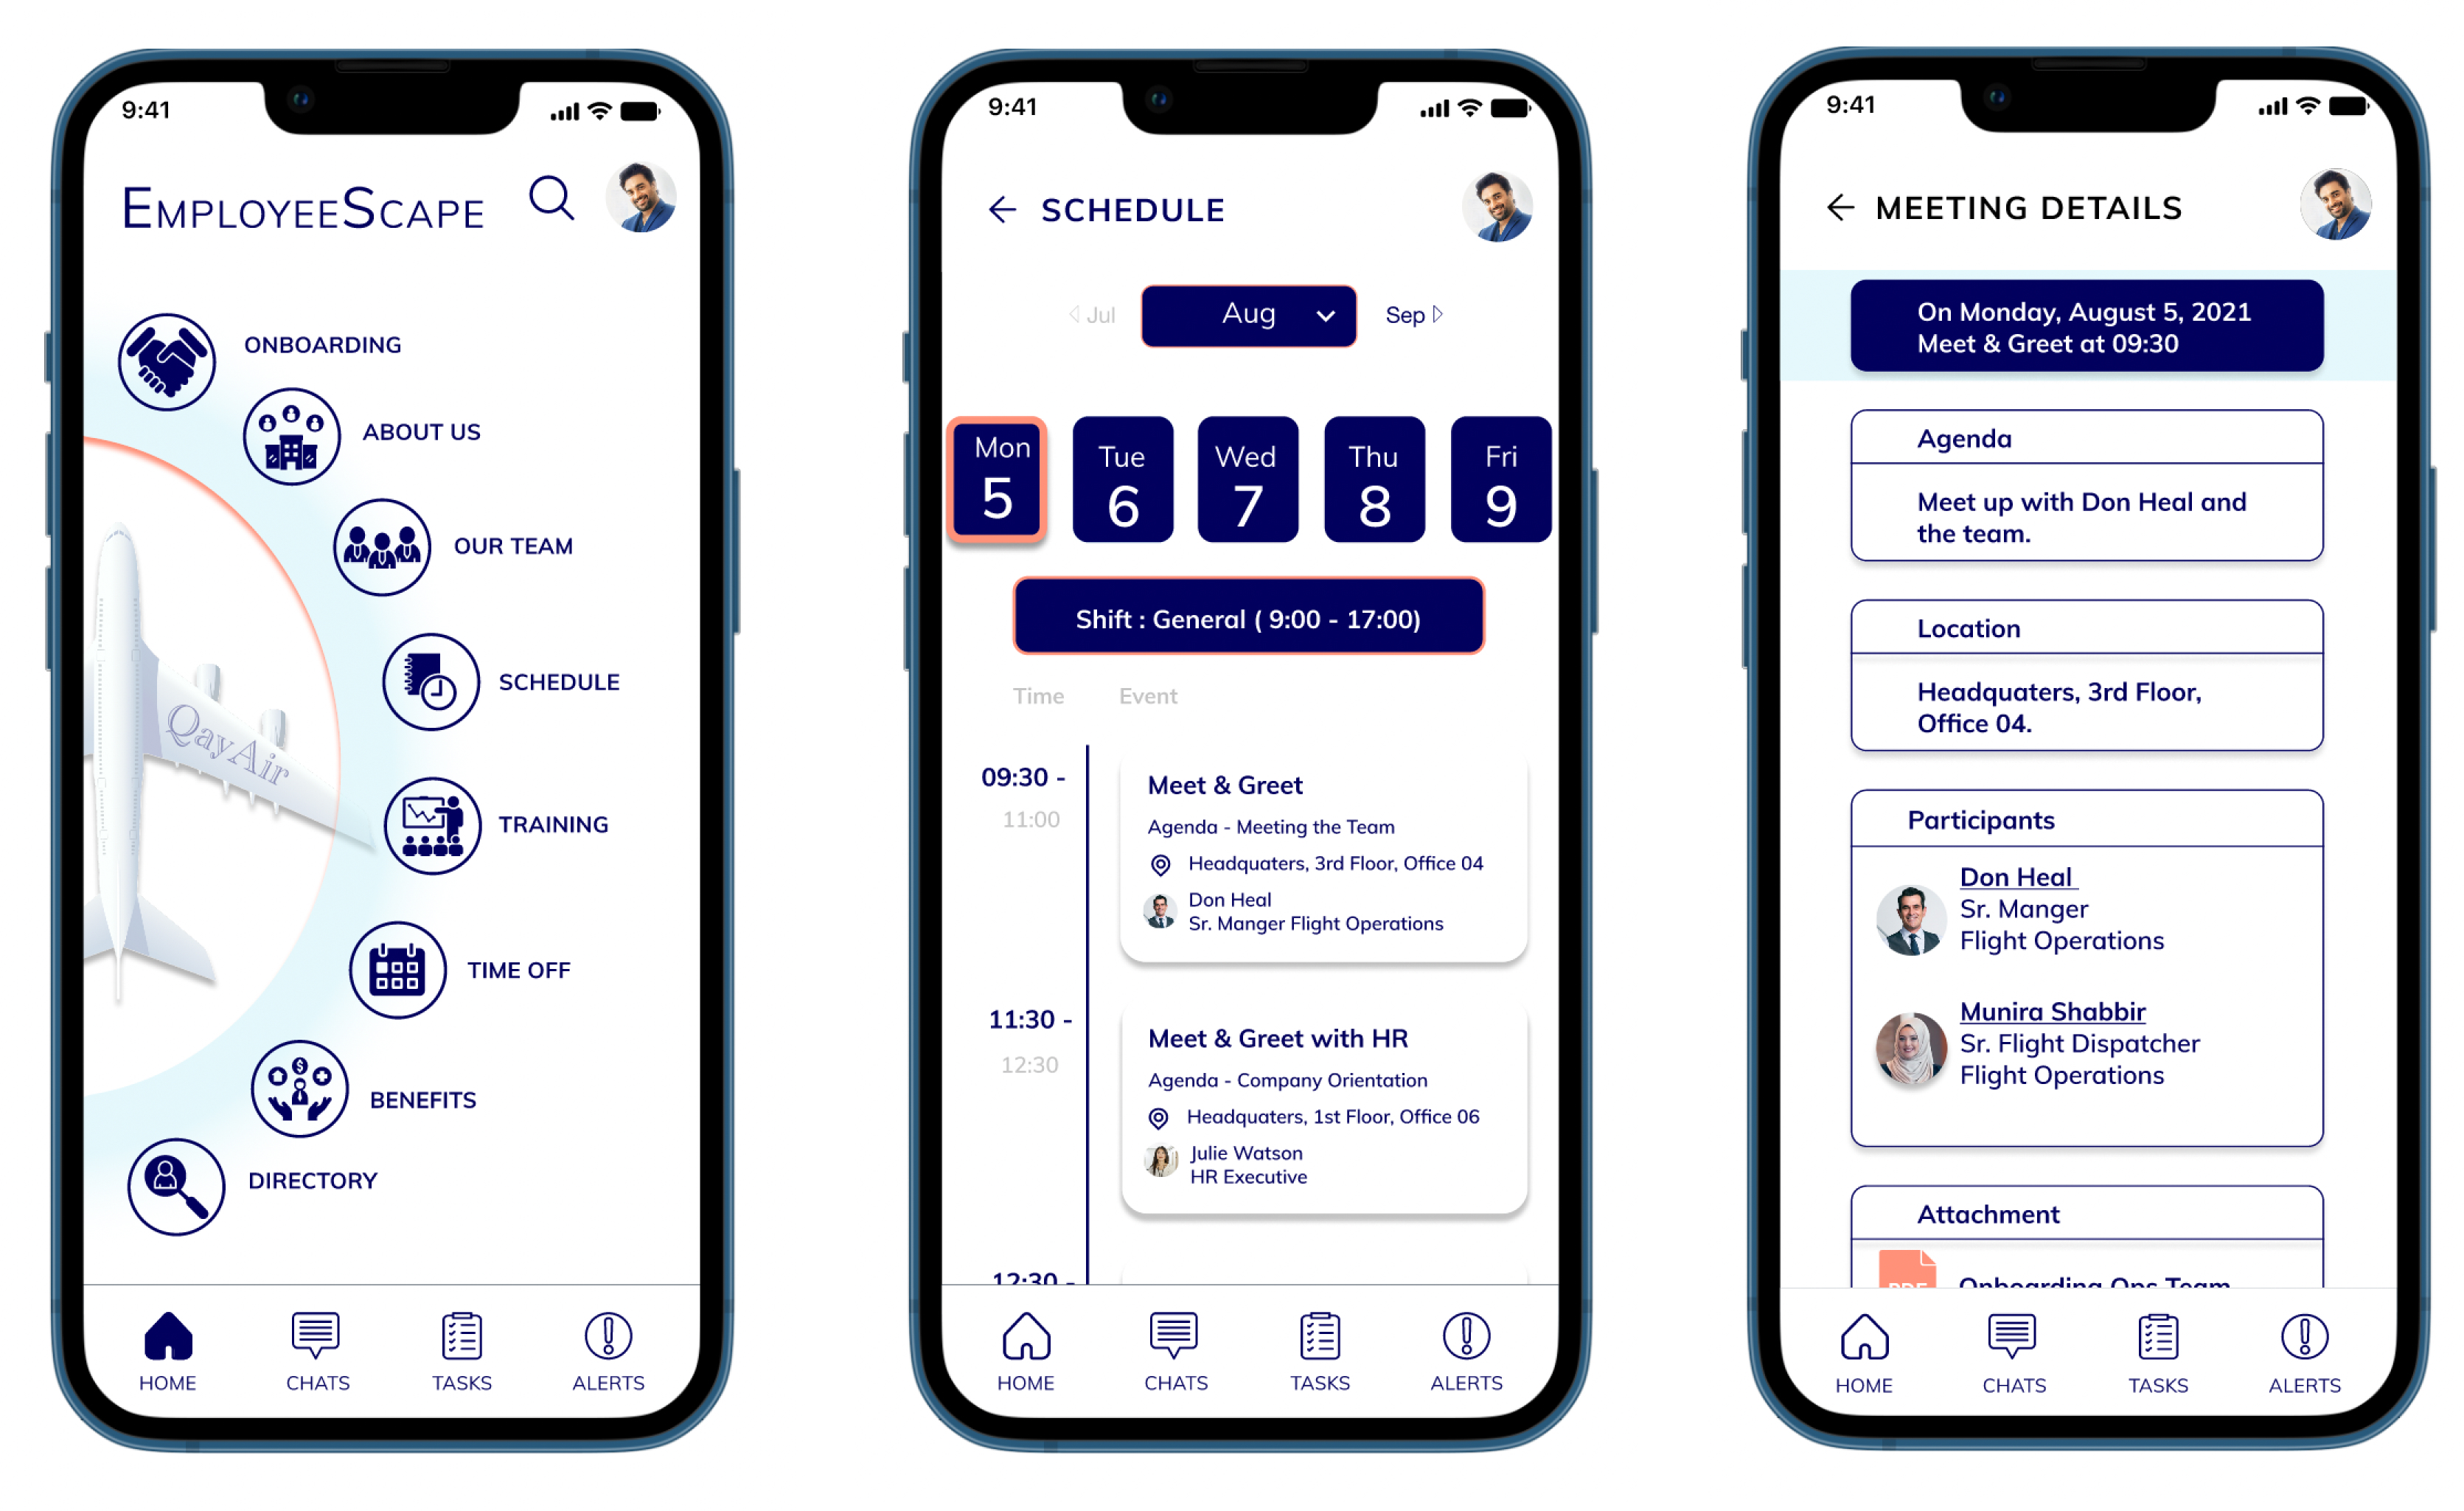 9:41
EMPLOYEESCAPE
ONBOARDING
ABOUT US
OUR TEAM
SCHEDULE
TRAINING
TIME OFF
BENEFITS
DIRECTORY
QayAir
HOME CHATS TASKS ALERTS
9:41
SCHEDULE
Jul Aug Sep
Mon Tue Wed Thu Fri
5 6 7 8 9
Shift : General ( 9:00 - 17:00)
Time Event
09:30 -
11:00
Meet & Greet
Agenda - Meeting the Team
Headquaters, 3rd Floor, Office 04
Don Heal
Sr. Manger Flight Operations
11:30 -
12:30
Meet & Greet with HR
Agenda - Company Orientation
Headquaters, 1st Floor, Office 06
Julie Watson
HR Executive
12:30 -
HOME CHATS TASKS ALERTS
9:41
MEETING DETAILS
On Monday, August 5, 2021
Meet & Greet at 09:30
Agenda
Meet up with Don Heal and
the team.
Location
Headquaters, 3rd Floor,
Office 04.
Participants
Don Heal
Sr. Manger
Flight Operations
Munira Shabbir
Sr. Flight Dispatcher
Flight Operations
Attachment
PDF Onboarding Ops Team
HOME CHATS TASKS ALERTS